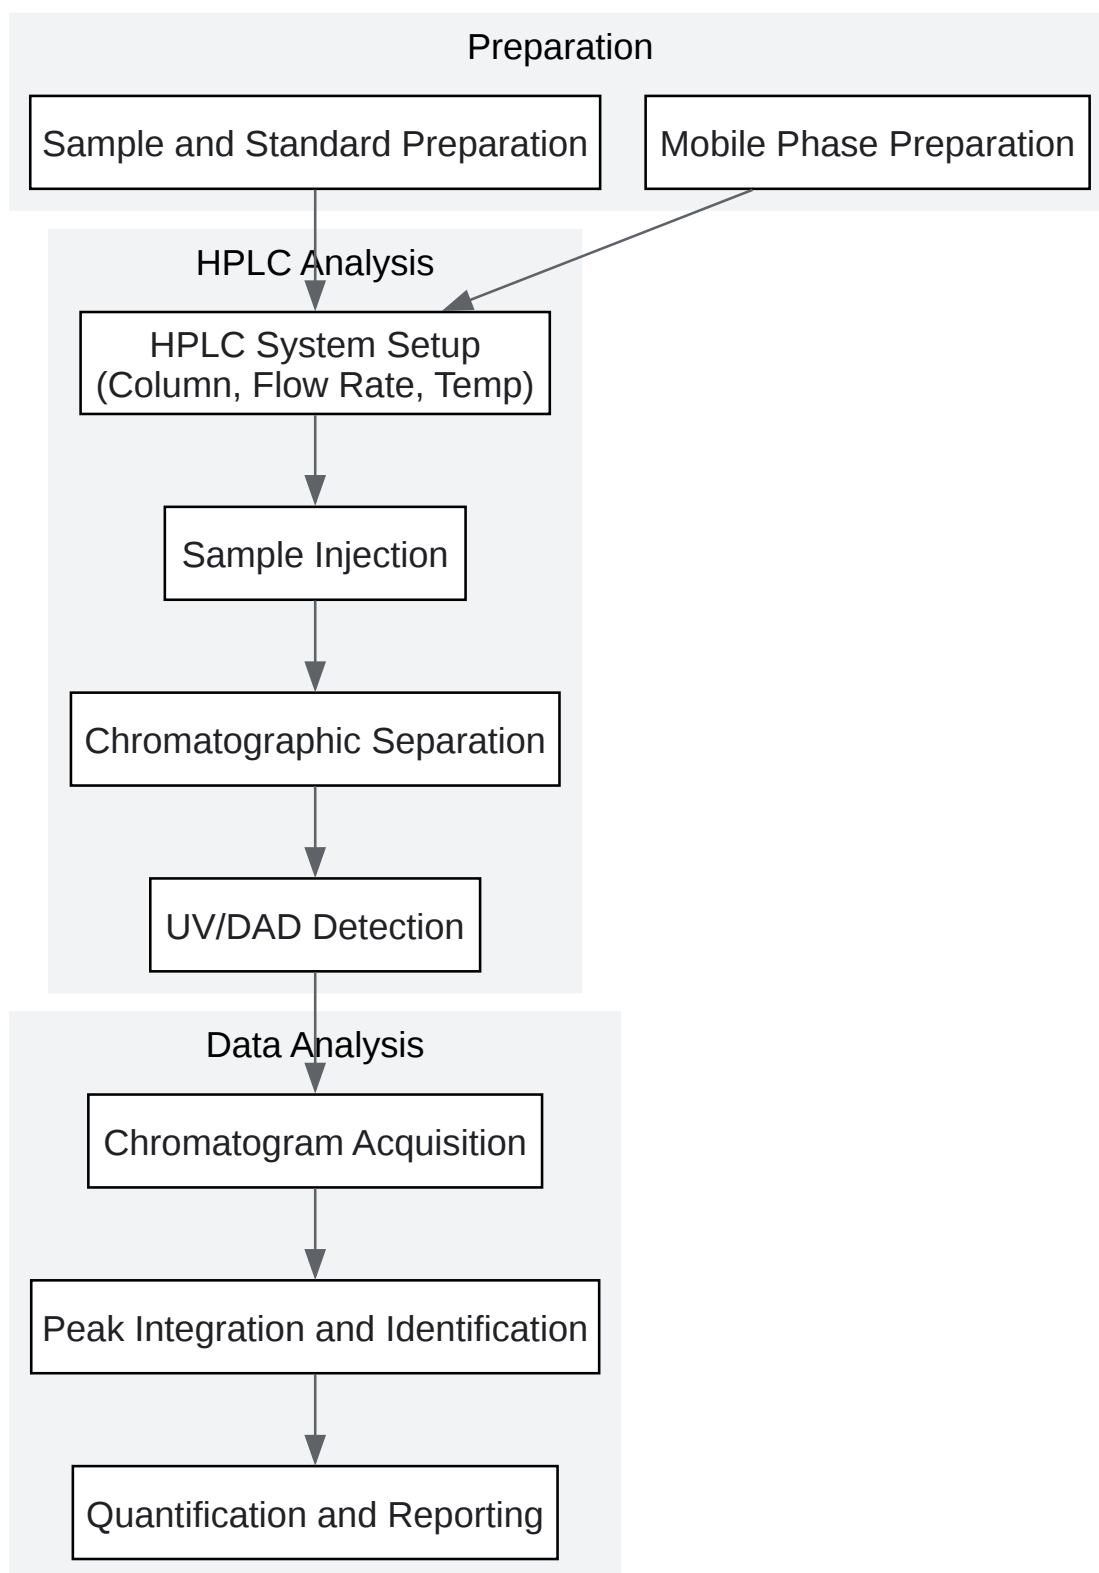 Preparation
Sample and Standard Preparation
Mobile Phase Preparation
HPLC Analysis
HPLC System Setup
(Column, Flow Rate, Temp)
Sample Injection
Chromatographic Separation
UV/DAD Detection
Data Analysis
Chromatogram Acquisition
Peak Integration and Identification
Quantification and Reporting